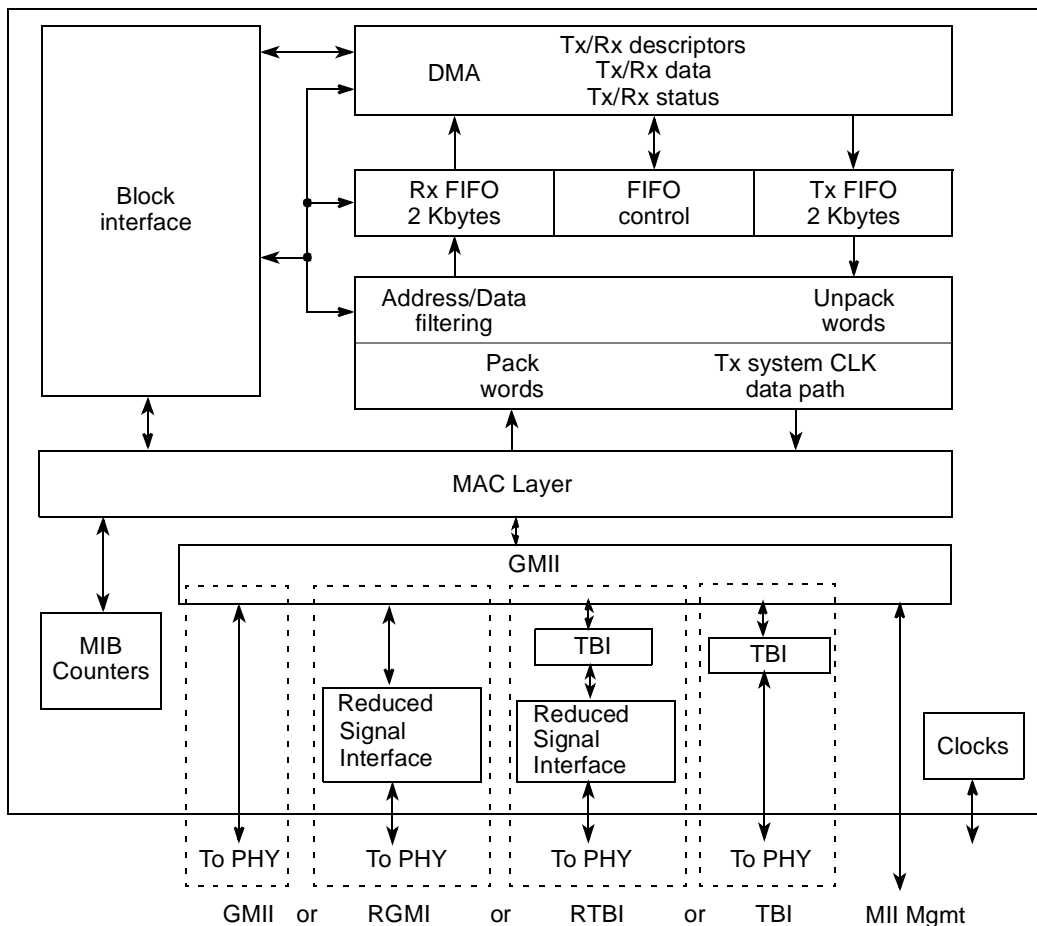 Block
interface
DMA
Tx/Rx descriptors
Tx/Rx data
Tx/Rx status
Rx FIFO
2 Kbytes
FIFO
control
Tx FIFO
2 Kbytes
Address/Data
filtering
Unpack
words
Pack
words
Tx system CLK
data path
MAC Layer
GMII
MIB
Counters
TBI
TBI
Reduced
Signal
Interface
Reduced
Signal
Interface
Clocks
To PHY
To PHY
To PHY
To PHY
GMII or RGMI or RTBI or TBI MII Mgmt